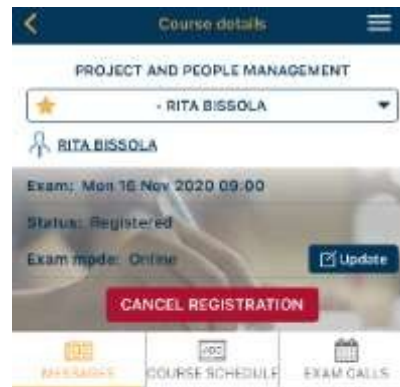 Course details
PROJECT AND PEOPLE MANAGEMENT
- RITA BISSOLA
RITA BISSOLA
Exam: Mon 16 Nov 2020 09.00
Status: Registered
Exam mode: Online
Update
CANCEL REGISTRATION
MESSAGES
COURSE SCHEDULE
EXAM CALLS